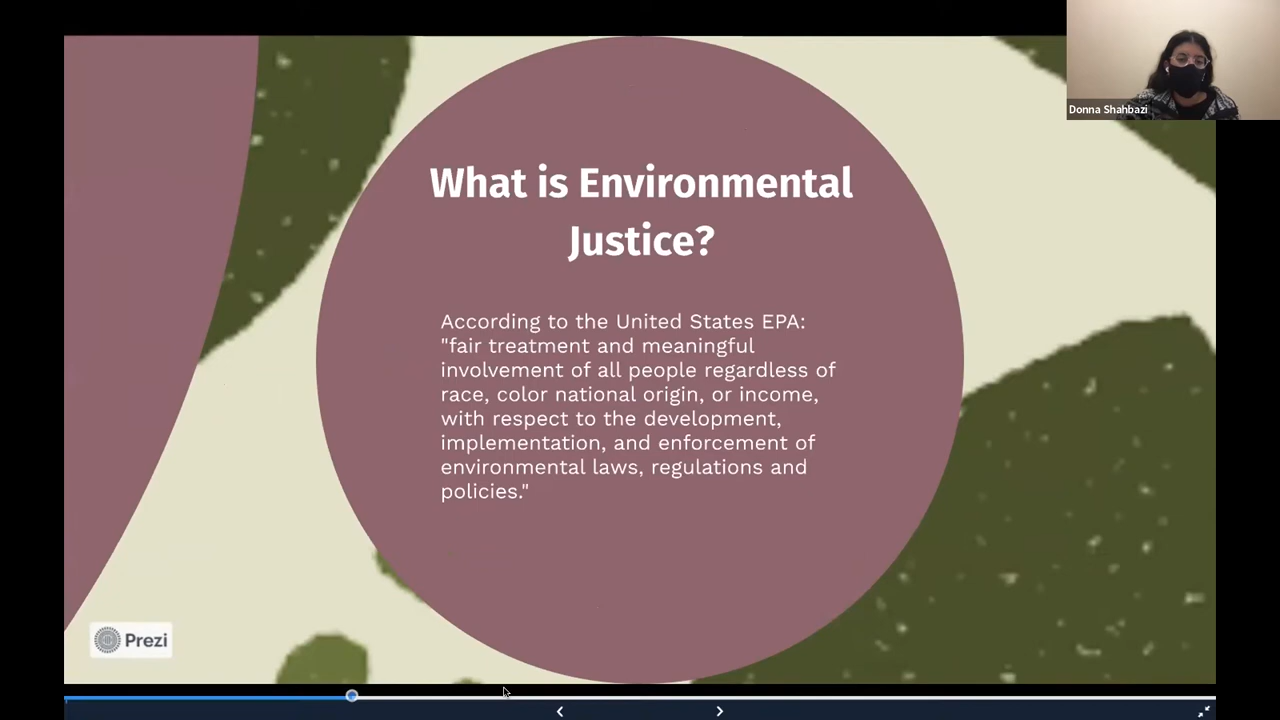 Donna Shahbazi
What is Environmental
Justice?
According to the United States EPA:
"fair treatment and meaningful
involvement of all people regardless of
race, color national origin, or income,
with respect to the development,
implementation, and enforcement of
environmental laws, regulations and
policies."
Prezi